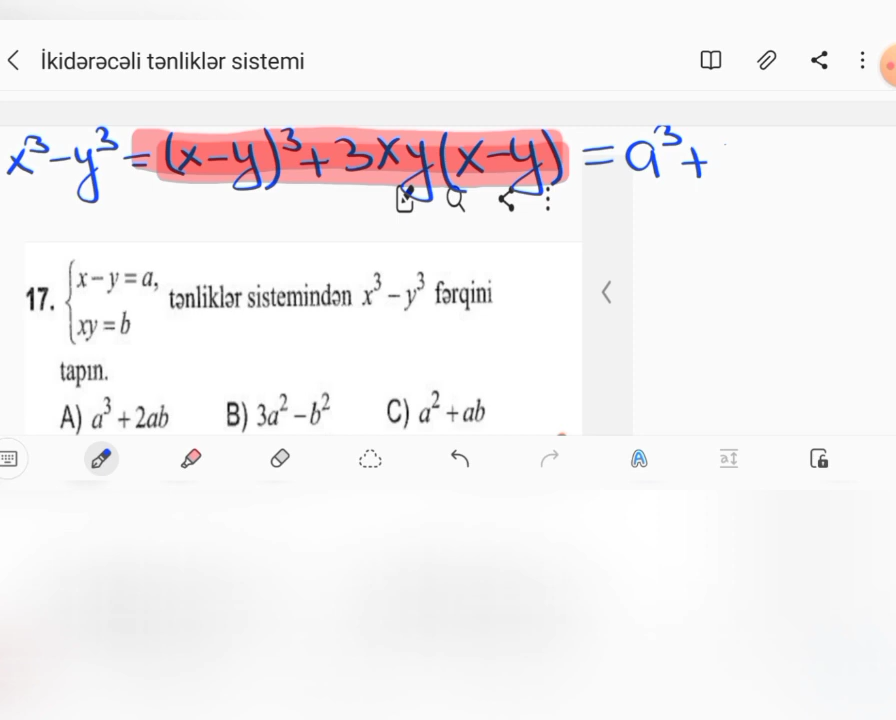 İkidərəcəli tənliklər sistemi
x³-y³=(x-y)³+3xy(x-y)=a³+
17. {x-y=a, xy=b tənliklər sistemindən x³-y³ fərqini
tapın.
A) a³+2ab B) 3a²-b² C) a²+ab